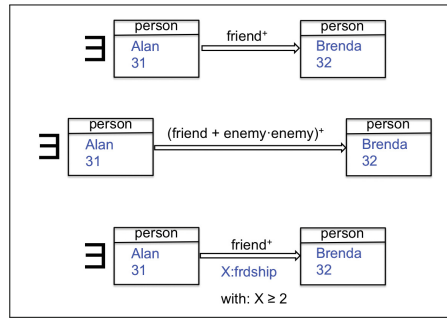 person person
friend⁺
∃ Alan Brenda
31 32
person person
(friend + enemy·enemy)⁺
∃ Alan Brenda
31 32
person person
friend⁺
∃ Alan Brenda
31 X:frdship 32
with: X ≥ 2